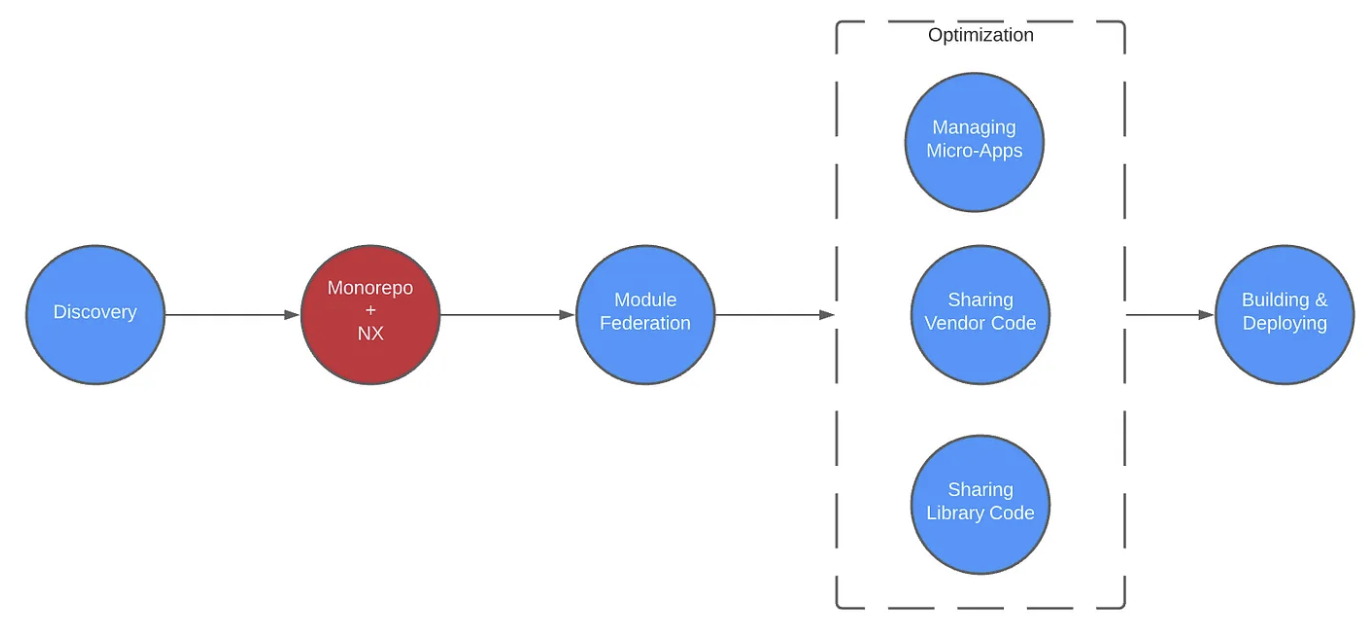 Optimization
Managing
Micro-Apps
Discovery
Monorepo
+
NX
Module
Federation
Sharing
Vendor Code
Building &
Deploying
Sharing
Library Code